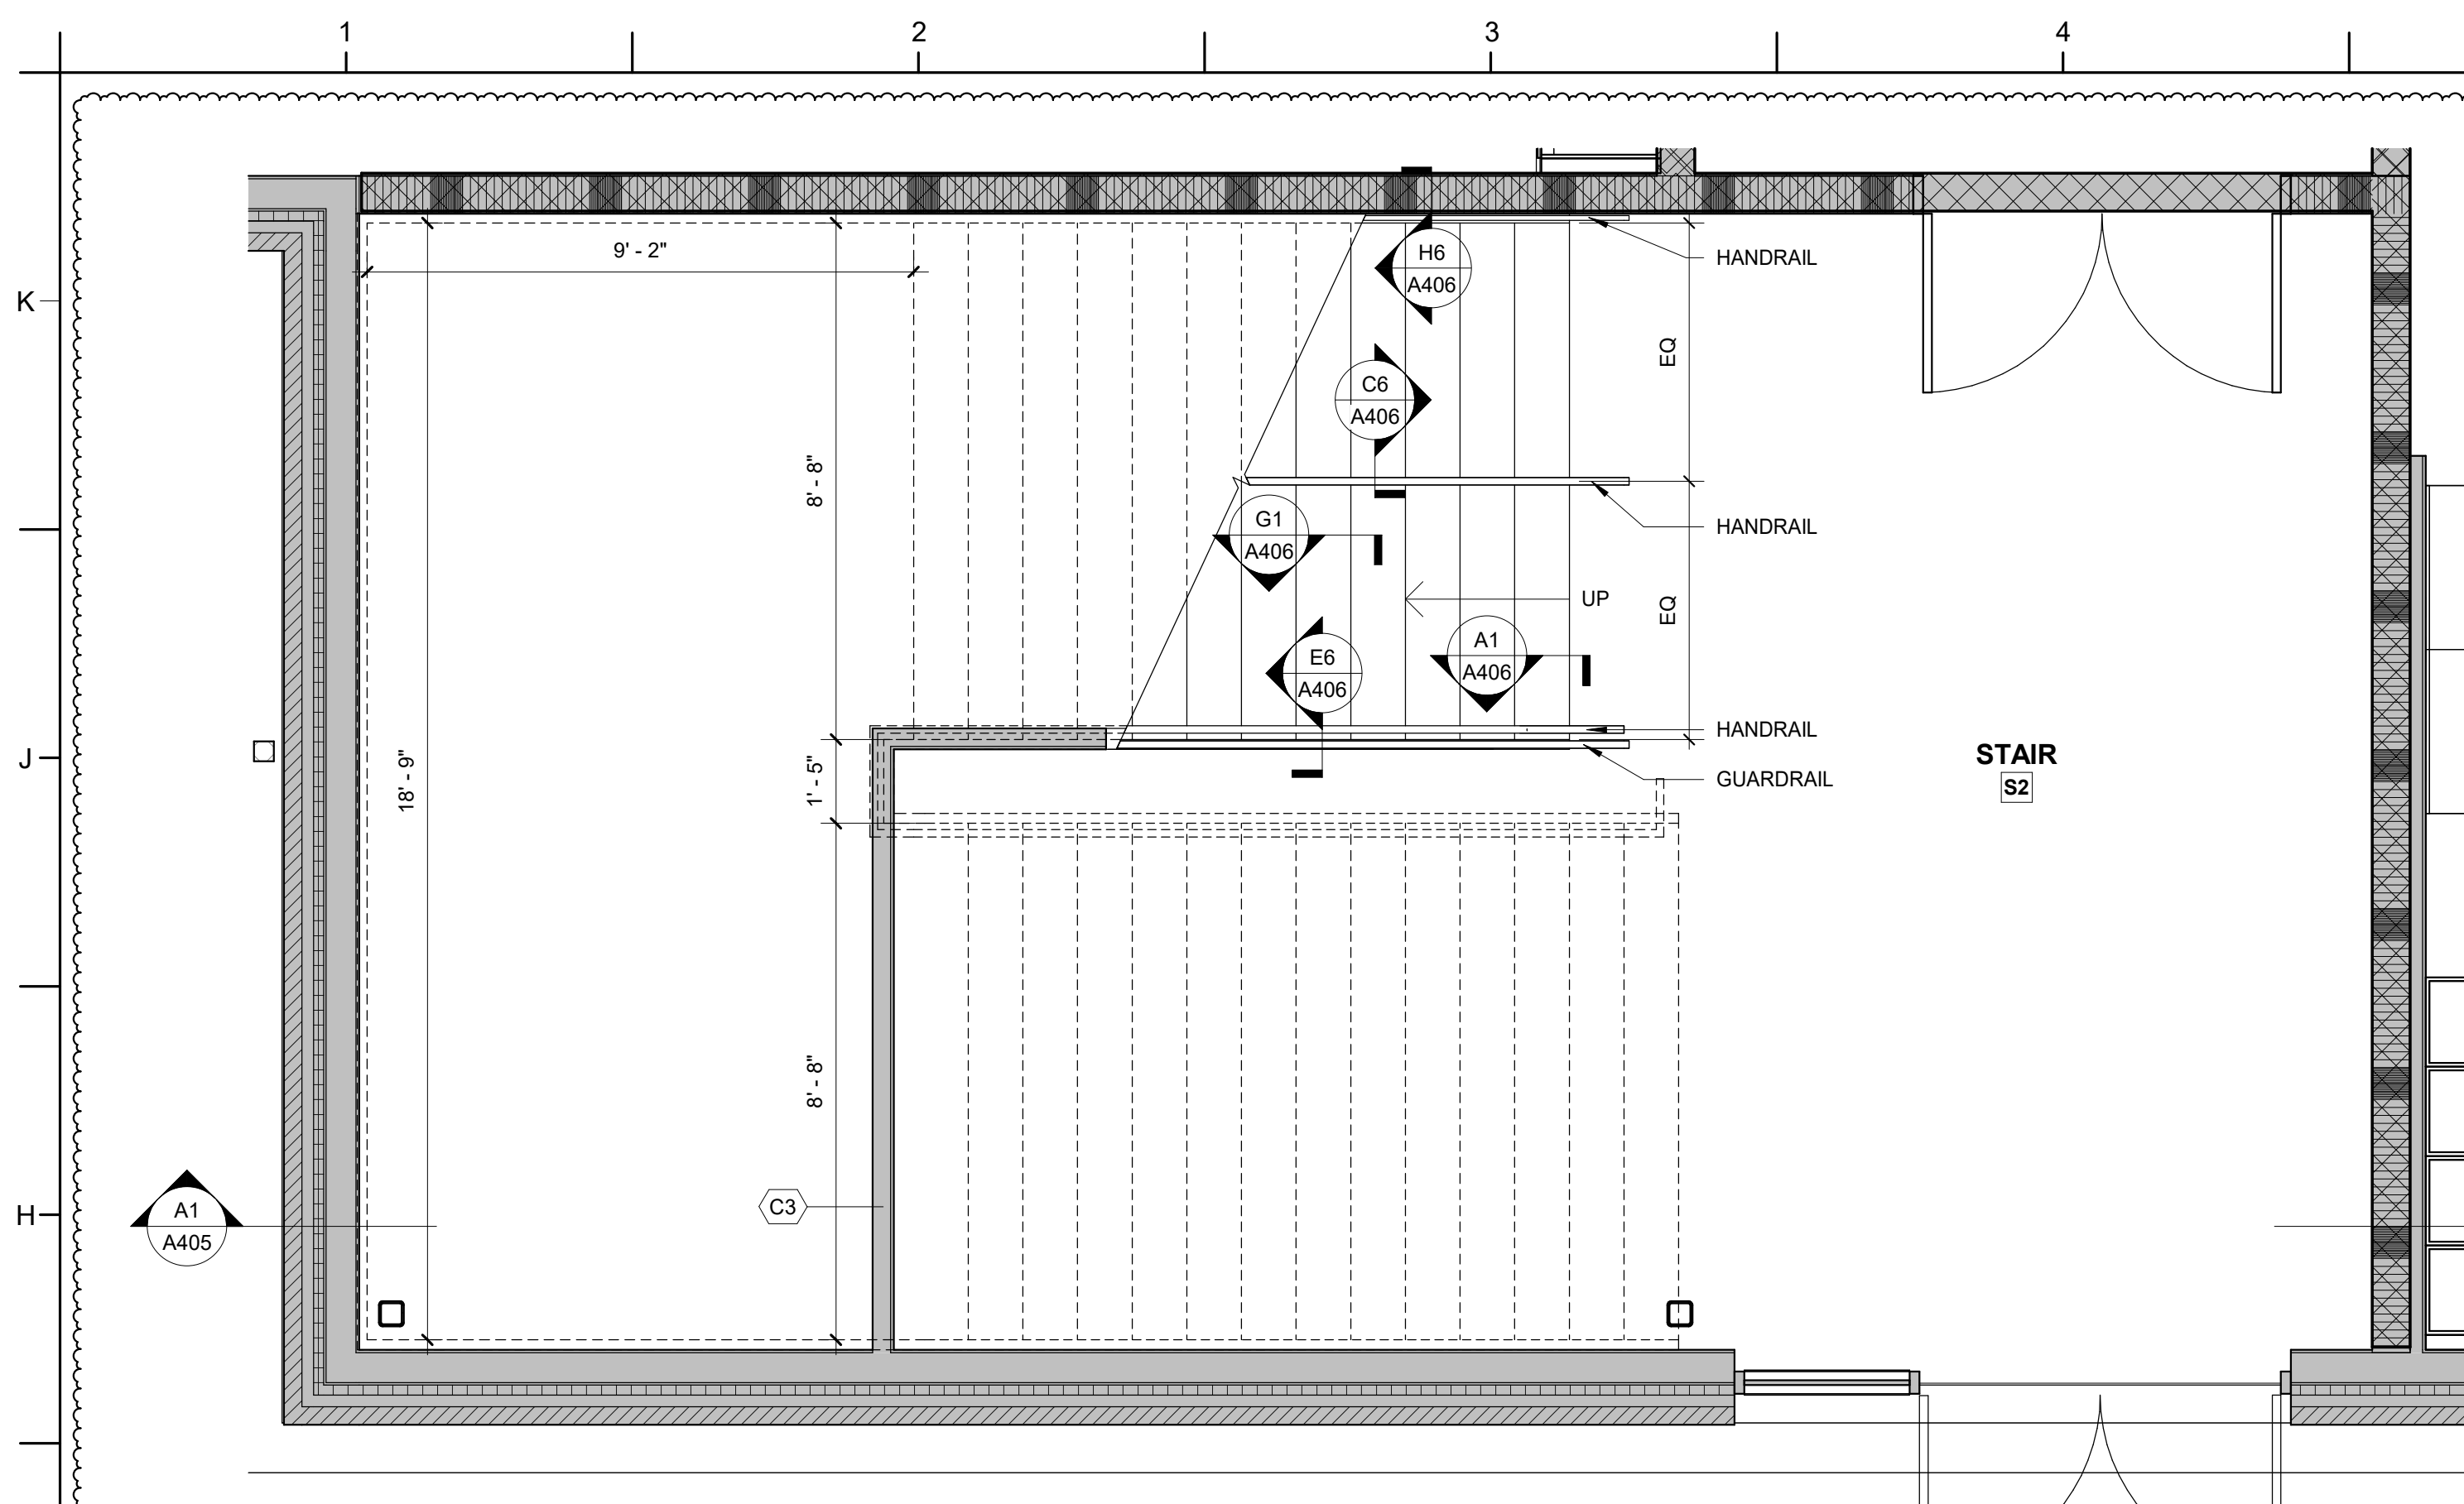 1
2
3
4
9' - 2"
H6
A406
HANDRAIL
K
C6
A406
EQ
8' - 8"
G1
A406
HANDRAIL
UP
EQ
E6
A406
A1
A406
HANDRAIL
J
18' - 9"
1' - 5"
GUARDRAIL
STAIR
S2
8' - 8"
C3
H
A1
A405